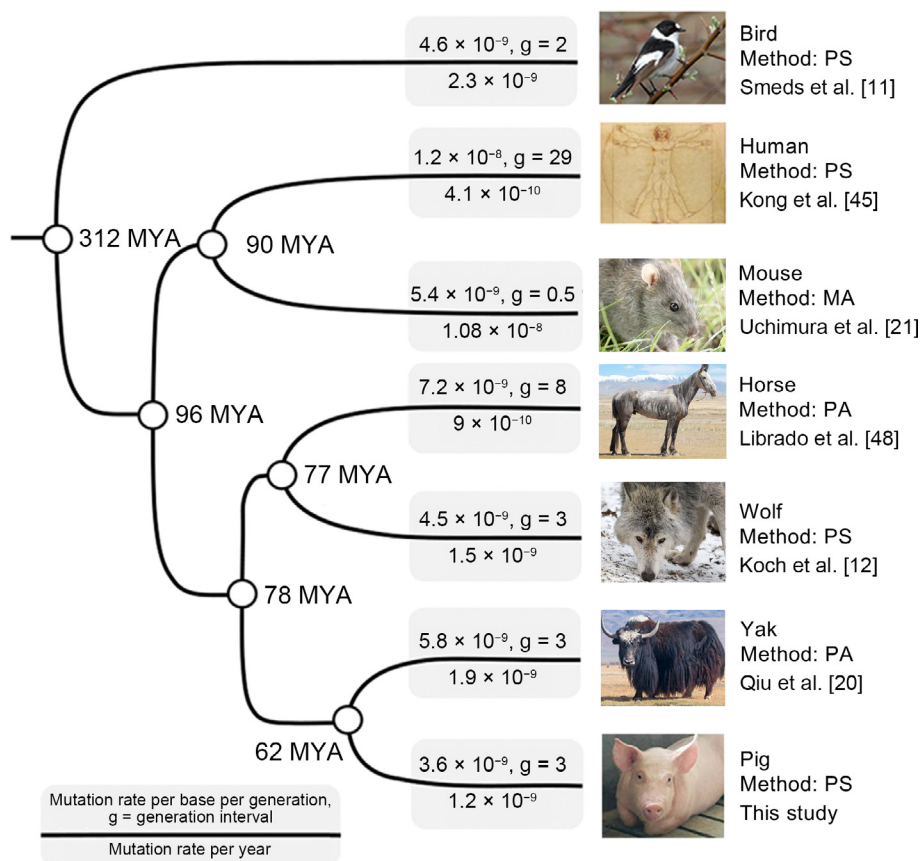 4.6 × 10⁻⁹, g = 2
2.3 × 10⁻⁹
Bird
Method: PS
Smeds et al. [11]
1.2 × 10⁻⁸, g = 29
4.1 × 10⁻¹⁰
Human
Method: PS
Kong et al. [45]
312 MYA
90 MYA
5.4 × 10⁻⁹, g = 0.5
1.08 × 10⁻⁸
Mouse
Method: MA
Uchimura et al. [21]
96 MYA
7.2 × 10⁻⁹, g = 8
9 × 10⁻¹⁰
Horse
Method: PA
Librado et al. [48]
77 MYA
4.5 × 10⁻⁹, g = 3
1.5 × 10⁻⁹
Wolf
Method: PS
Koch et al. [12]
78 MYA
5.8 × 10⁻⁹, g = 3
1.9 × 10⁻⁹
Yak
Method: PA
Qiu et al. [20]
62 MYA
3.6 × 10⁻⁹, g = 3
1.2 × 10⁻⁹
Pig
Method: PS
This study
Mutation rate per base per generation,
g = generation interval
Mutation rate per year